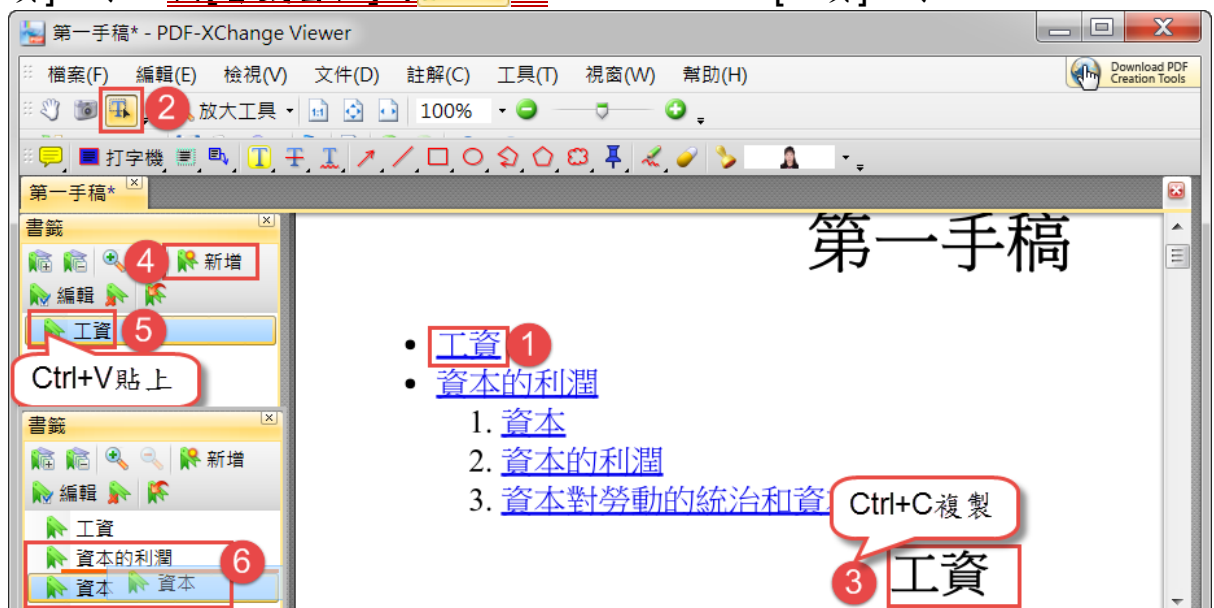 第一手稿* - PDF-XChange Viewer
檔案(F) 編輯(E) 檢視(V) 文件(D) 註解(C) 工具(T) 視窗(W) 幫助(H)
Download PDF
Creation Tools
2 放大工具 100%
打字機
第一手稿*
書籤
4 新增
編輯
工資 5
Ctrl+V貼上
書籤
新增
編輯
工資
資本的利潤
資本 資本 6
第一手稿
• 工資 1
• 資本的利潤
1. 資本
2. 資本的利潤
3. 資本對勞動的統治和資
Ctrl+C複製
3 工資